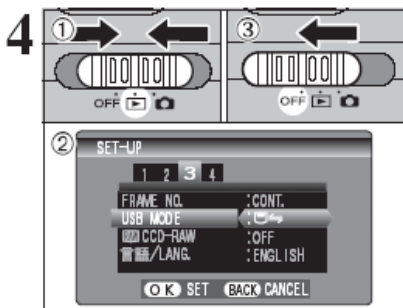 4
① ③
OFF OFF
②
SET-UP
1 2 3 4
FRAME NO. :CONT.
USB MODE :
CCD-RAW :OFF
言語/LANG. :ENGLISH
OK SET BACK CANCEL